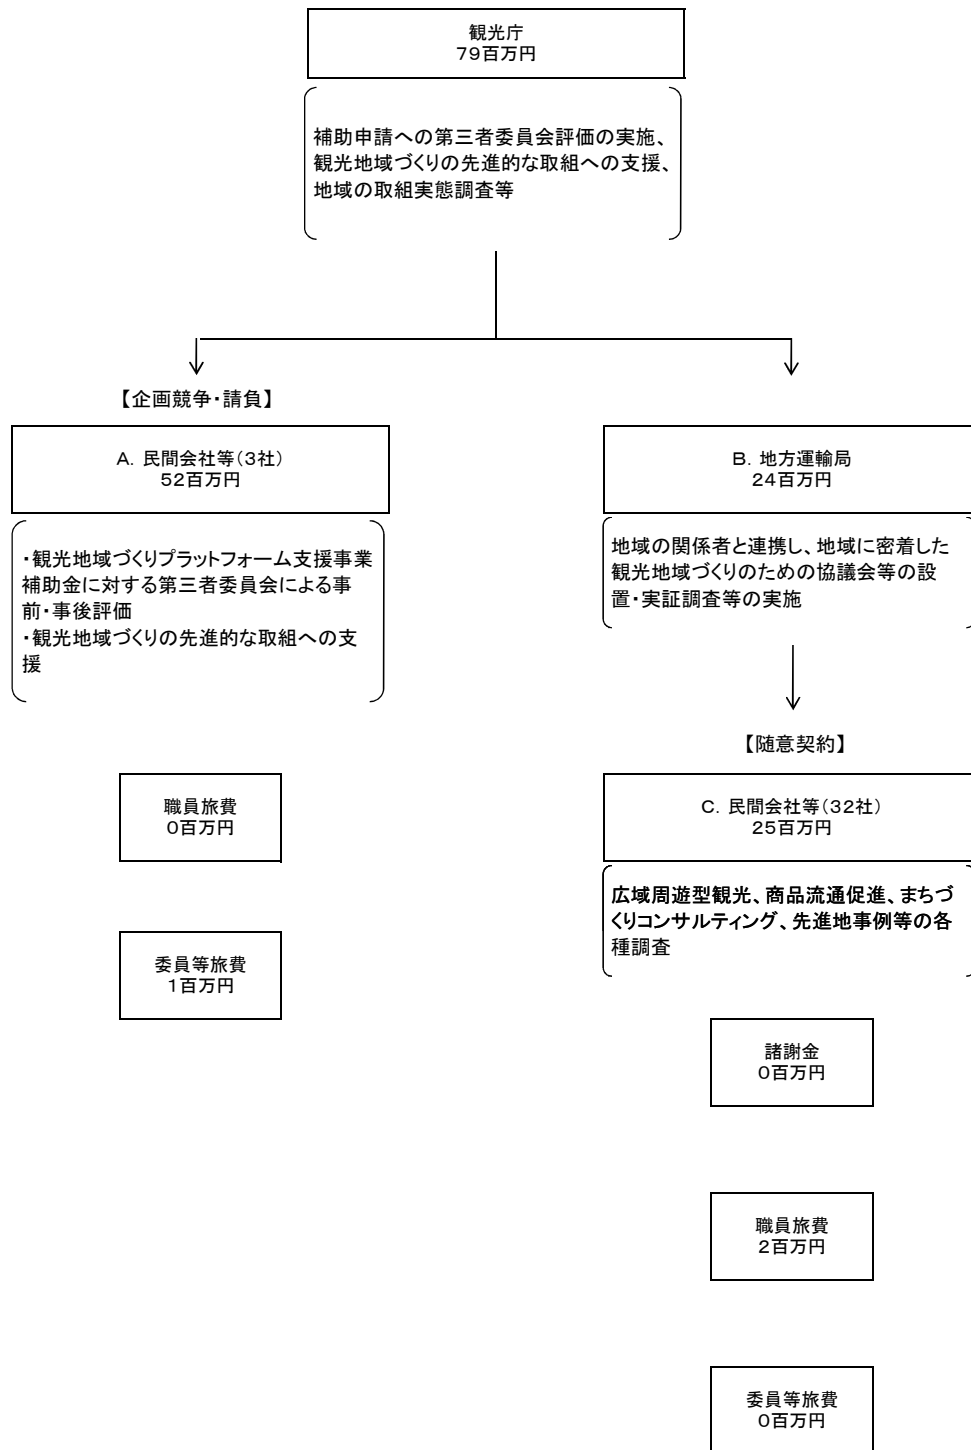 観光庁
79百万円
補助申請への第三者委員会評価の実施、
観光地域づくりの先進的な取組への支援、
地域の取組実態調査等
【企画競争・請負】
A. 民間会社等(3社)
52百万円
・観光地域づくりプラットフォーム支援事業
補助金に対する第三者委員会による事
前・事後評価
・観光地域づくりの先進的な取組への支
援
職員旅費
0百万円
委員等旅費
1百万円
B. 地方運輸局
24百万円
地域の関係者と連携し、地域に密着した
観光地域づくりのための協議会等の設
置・実証調査等の実施
【随意契約】
C. 民間会社等(32社)
25百万円
広域周遊型観光、商品流通促進、まちづ
くりコンサルティング、先進地事例等の各
種調査
諸謝金
0百万円
職員旅費
2百万円
委員等旅費
0百万円